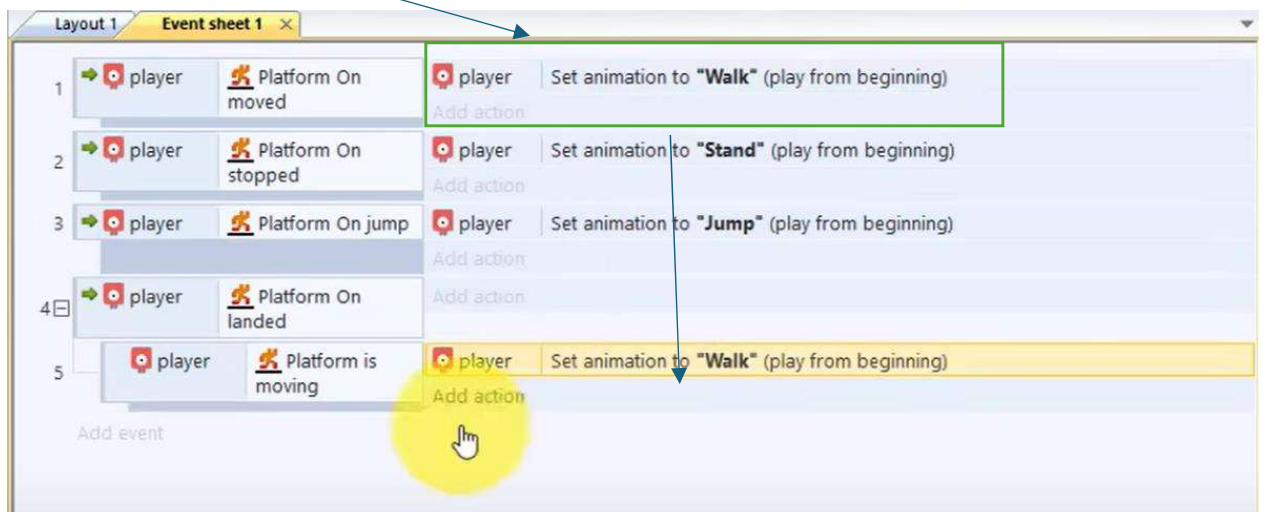 Layout 1 Event sheet 1
1 player Platform On moved player Set animation to "Walk" (play from beginning)
Add action
2 player Platform On stopped player Set animation to "Stand" (play from beginning)
Add action
3 player Platform On jump player Set animation to "Jump" (play from beginning)
Add action
4 player Platform On landed Add action
5 player Platform is moving player Set animation to "Walk" (play from beginning)
Add action
Add event